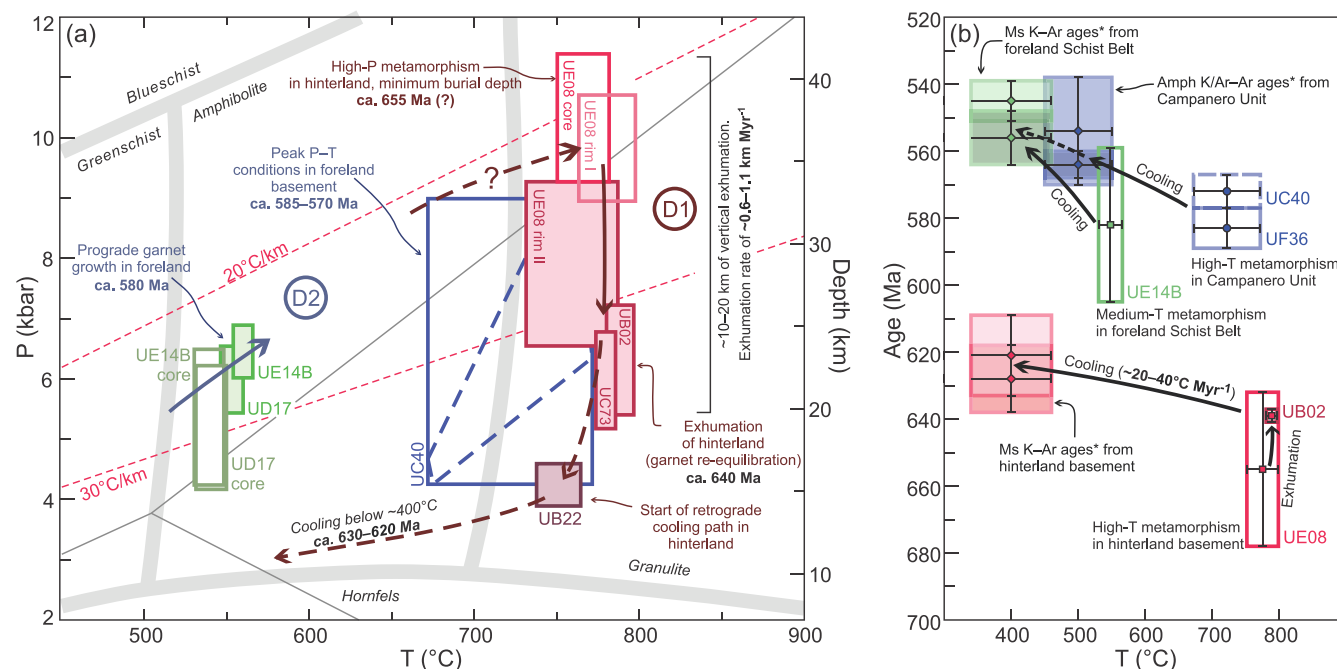 (a)
12
11
10
8
6
4
2
P (kbar)
500
600
700
800
900
T (°C)
40
30
20
10
Depth (km)
Blueschist
Greenschist
Amphibolite
Granulite
Hornfels
High-P metamorphism
in hinterland, minimum burial depth
ca. 655 Ma (?)
Peak P–T
conditions in foreland
basement
ca. 585–570 Ma
Prograde garnet
growth in foreland
ca. 580 Ma
20°C/km
30°C/km
D2
D1
?
UE08 core
UE08 rim I
UE08 rim II
UB02
UC73
UC40
UB22
UE14B
core
UE14B
UD17
UD17
core
~10–20 km of vertical exhumation.
Exhumation rate of ~0.6–1.1 km Myr⁻¹
Exhumation
of hinterland
(garnet re-equilibration)
ca. 640 Ma
Start of retrograde
cooling path in
hinterland
Cooling below ~400°C
ca. 630–620 Ma
(b)
520
540
560
580
600
620
640
660
680
700
Age (Ma)
400
500
600
700
800
T (°C)
Ms K–Ar ages* from
foreland Schist Belt
Amph K/Ar–Ar ages* from
Campanero Unit
Cooling
Cooling
UC40
UF36
High-T metamorphism
in Campanero Unit
UE14B
Medium-T metamorphism
in foreland Schist Belt
Cooling (~20–40°C Myr⁻¹)
UB02
Exhumation
UE08
Ms K–Ar ages* from
hinterland basement
High-T metamorphism
in hinterland basement